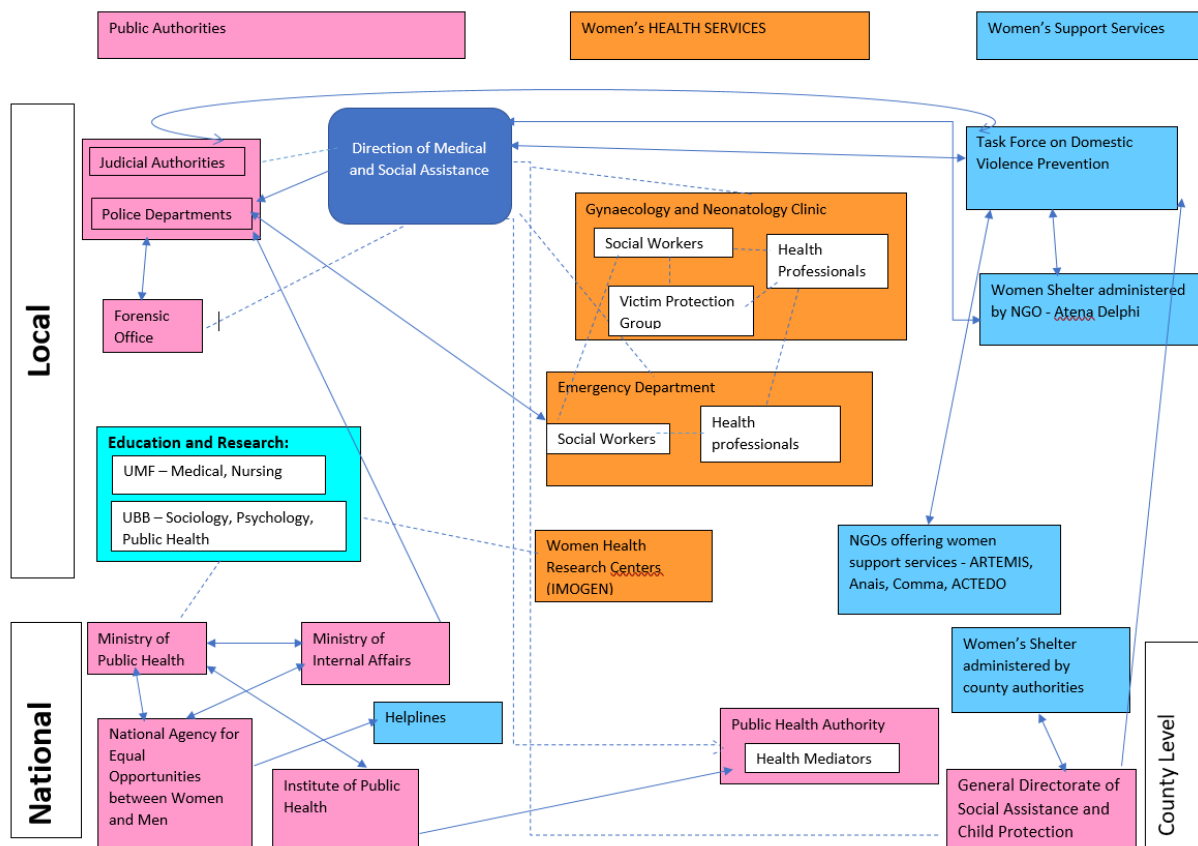 Public Authorities
Women's HEALTH SERVICES
Women's Support Services
Local
Judicial Authorities
Police Departments
Direction of Medical
and Social Assistance
Task Force on Domestic
Violence Prevention
Gynaecology and Neonatology Clinic
Social Workers
Health
Professionals
Victim Protection
Group
Women Shelter administered
by NGO - Atena Delphi
Forensic
Office
Emergency Department
Social Workers
Health
professionals
Education and Research:
UMF – Medical, Nursing
UBB – Sociology, Psychology,
Public Health
Women Health
Research Centers
(IMOGEN)
NGOs offering women
support services - ARTEMIS,
Anais, Comma, ACTEDO
National
Ministry of
Public Health
Ministry of
Internal Affairs
Women's Shelter
administered by
county authorities
County Level
National Agency for
Equal
Opportunities
between Women
and Men
Helplines
Institute of Public
Health
Public Health Authority
Health Mediators
General Directorate of
Social Assistance and
Child Protection